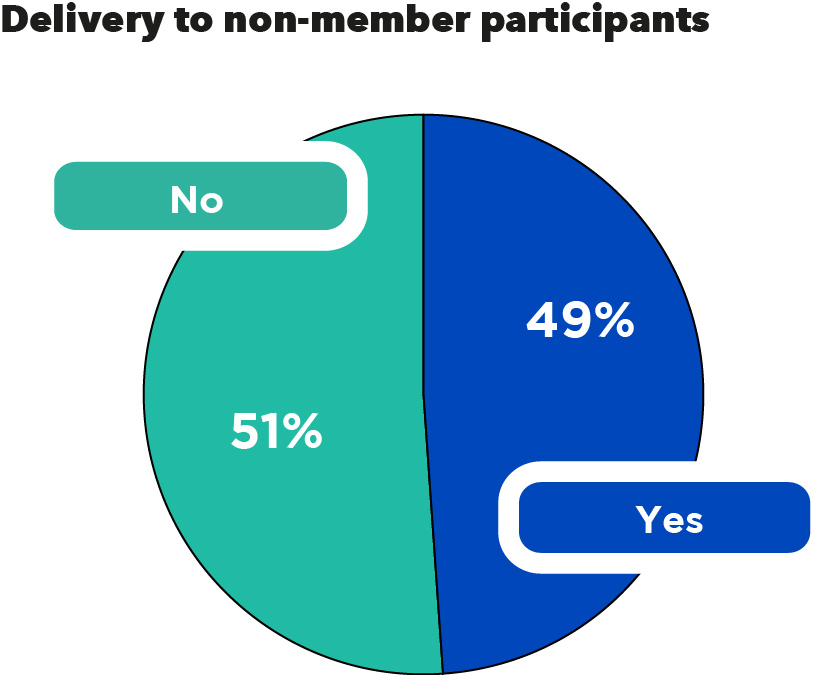 Delivery to non-member participants
No
49%
51%
Yes